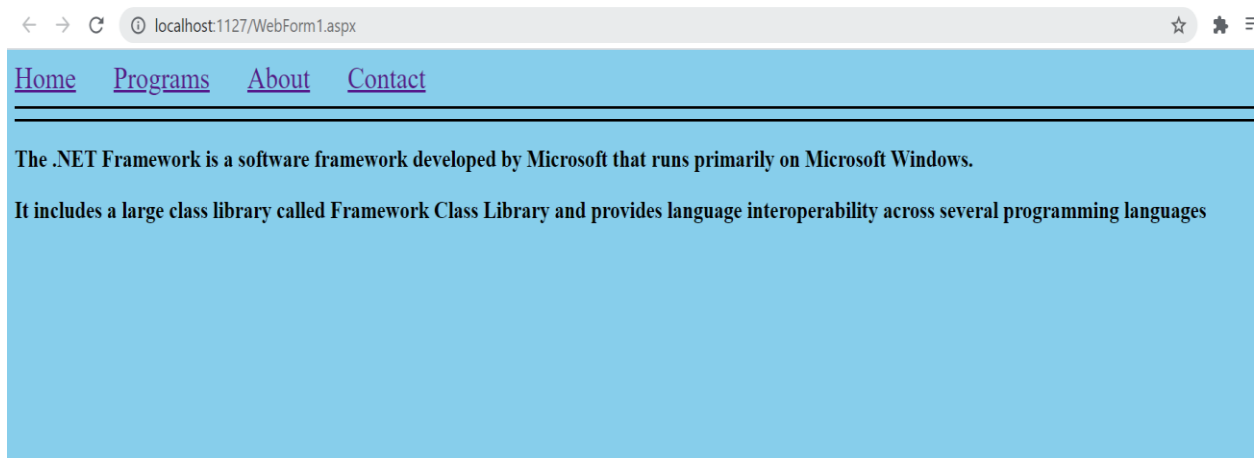 localhost:1127/WebForm1.aspx
Home Programs About Contact
The .NET Framework is a software framework developed by Microsoft that runs primarily on Microsoft Windows.
It includes a large class library called Framework Class Library and provides language interoperability across several programming languages